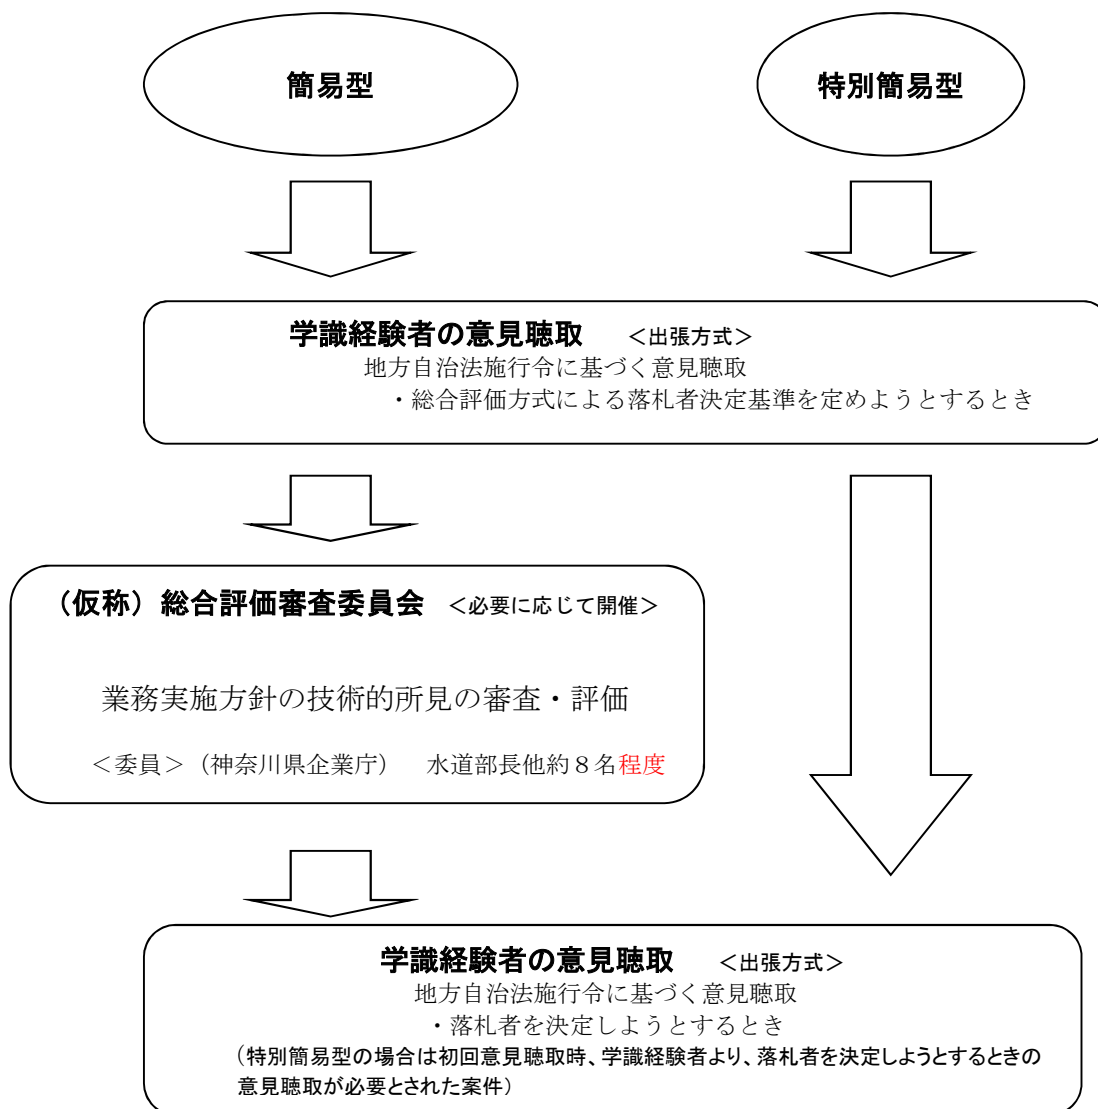 簡易型
特別簡易型
学識経験者の意見聴取 <出張方式>
地方自治法施行令に基づく意見聴取
・総合評価方式による落札者決定基準を定めようとするとき
(仮称)総合評価審査委員会 <必要に応じて開催>
業務実施方針の技術的所見の審査・評価
<委員>(神奈川県企業庁) 水道部長他約8名程度
学識経験者の意見聴取 <出張方式>
地方自治法施行令に基づく意見聴取
・落札者を決定しようとするとき
(特別簡易型の場合は初回意見聴取時、学識経験者より、落札者を決定しようとするときの
意見聴取が必要とされた案件)